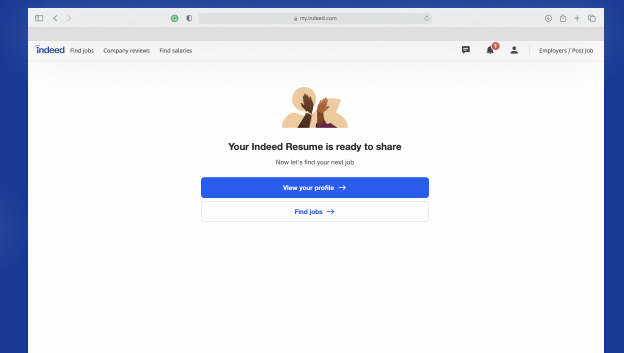 my.indeed.com
indeed Find jobs Company reviews Find salaries 1 Employers / Post Job
Your Indeed Resume is ready to share
Now let's find your next job
View your profile →
Find jobs →